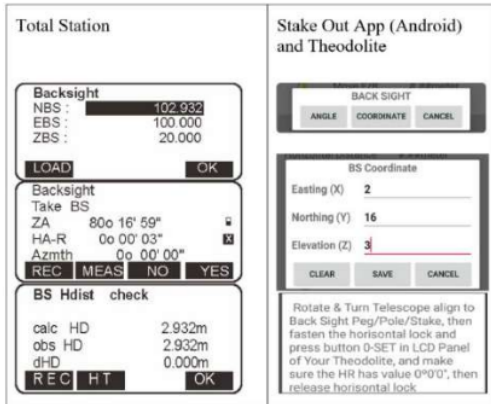 Total Station
Stake Out App (Android)
and Theodolite
Backsight
NBS : 102.932
EBS : 100.000
ZBS : 20.000
LOAD OK
Backsight
Take BS
ZA 80o 16' 59"
HA-R 0o 00' 03"
Azmth 0o 00' 00"
REC MEAS NO YES
BS Hdist check
calc HD 2.932m
obs HD 2.932m
dHD 0.000m
REC HT OK
BACK SIGHT
ANGLE COORDINATE CANCEL
BS Coordinate
Easting (X) 2
Northing (Y) 16
Elevation (Z) 3
CLEAR SAVE CANCEL
Rotate & Turn Telescope align to
Back Sight Peg/Pole/Stake, then
fasten the horisontal lock and
press button 0-SET in LCD Panel
of Your Theodolite, and make
sure the HR has value 0º0'0", then
release horisontal lock